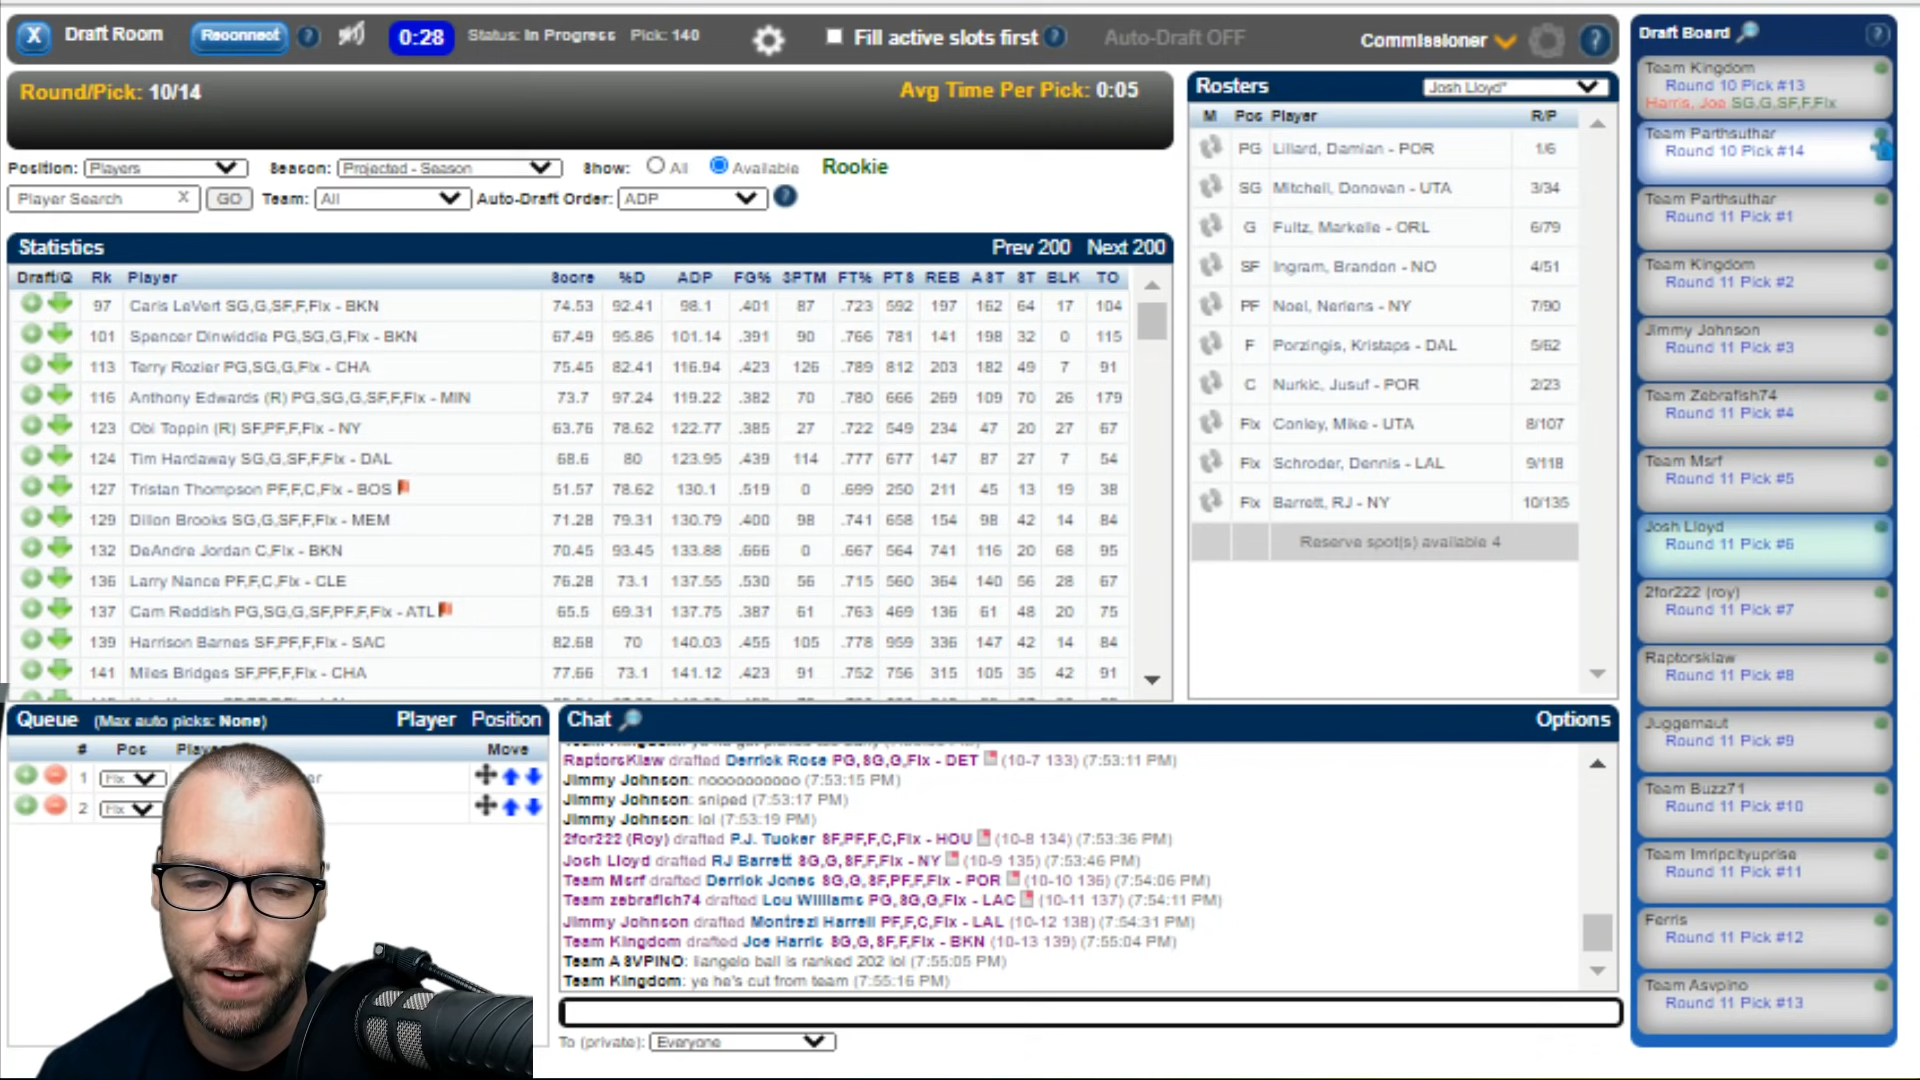 X Draft Room Reconnect ? 0:28 Status: In Progress Pick: 140 Fill active slots first ? Auto-Draft OFF Commissioner ?
Round/Pick: 10/14 Avg Time Per Pick: 0:05
Position: Players Season: Projected - Season Show: All Available Rookie
Player Search X GO Team: All Auto-Draft Order: ADP ?
Statistics Prev 200 Next 200
Draft/Q Rk Player Score %D ADP FG% 3PTM FT% PTS REB AST ST BLK TO
97 Caris LeVert SG,G,SF,F,Flx - BKN 74.53 92.41 98.1 .401 87 .723 592 197 162 64 17 104
101 Spencer Dinwiddie PG,SG,G,Flx - BKN 67.49 95.86 101.14 .391 90 .766 781 141 198 32 0 115
113 Terry Rozier PG,SG,G,Flx - CHA 75.45 82.41 116.94 .423 126 .789 812 203 182 49 7 91
116 Anthony Edwards (R) PG,SG,G,SF,F,Flx - MIN 73.7 97.24 119.22 .382 70 .780 666 269 109 70 26 179
123 Obi Toppin (R) SF,PF,F,Flx - NY 63.76 78.62 122.77 .385 27 .722 549 234 47 20 27 67
124 Tim Hardaway SG,G,SF,F,Flx - DAL 68.6 80 123.95 .439 114 .777 677 147 87 27 7 54
127 Tristan Thompson PF,F,C,Flx - BOS 51.57 78.62 130.1 .519 0 .699 250 211 45 13 19 38
129 Dillon Brooks SG,G,SF,F,Flx - MEM 71.28 79.31 130.79 .400 98 .741 658 154 98 42 14 84
132 DeAndre Jordan C,Flx - BKN 70.45 93.45 133.88 .666 0 .667 564 741 116 20 68 95
136 Larry Nance PF,F,C,Flx - CLE 76.28 73.1 137.55 .530 56 .715 560 364 140 56 28 67
137 Cam Reddish PG,SG,G,SF,PF,F,Flx - ATL 65.5 69.31 137.75 .387 61 .763 469 136 61 48 20 75
139 Harrison Barnes SF,PF,F,Flx - SAC 82.68 70 140.03 .455 105 .778 959 336 147 42 14 84
141 Miles Bridges SF,PF,F,Flx - CHA 77.66 73.1 141.12 .423 91 .752 756 315 105 35 42 91
Rosters Josh Lloyd*
M Pos Player R/P
PG Lillard, Damian - POR 1/6
SG Mitchell, Donovan - UTA 3/34
G Fultz, Markelle - ORL 6/79
SF Ingram, Brandon - NO 4/51
PF Noel, Nerlens - NY 7/90
F Porzingis, Kristaps - DAL 5/62
C Nurkic, Jusuf - POR 2/23
Flx Conley, Mike - UTA 8/107
Flx Schroder, Dennis - LAL 9/118
Flx Barrett, RJ - NY 10/135
Reserve spot(s) available 4
Queue (Max auto picks: None) Player Position
# Pos Move
1 Flx
2 Flx
Chat Options
RaptorsKlaw drafted Derrick Rose PG,SG,G,Flx - DET (10-7 133) (7:53:11 PM)
Jimmy Johnson: noooooooooo (7:53:15 PM)
Jimmy Johnson: sniped (7:53:17 PM)
Jimmy Johnson: lol (7:53:19 PM)
2for222 (Roy) drafted P.J. Tucker SF,PF,F,C,Flx - HOU (10-8 134) (7:53:36 PM)
Josh Lloyd drafted RJ Barrett SG,G,SF,F,Flx - NY (10-9 135) (7:53:46 PM)
Team Msrf drafted Derrick Jones SG,G,SF,PF,F,Flx - POR (10-10 136) (7:54:06 PM)
Team zebrafish74 drafted Lou Williams PG,SG,G,Flx - LAC (10-11 137) (7:54:11 PM)
Jimmy Johnson drafted Montrezl Harrell PF,F,C,Flx - LAL (10-12 138) (7:54:31 PM)
Team Kingdom drafted Joe Harris SG,G,SF,F,Flx - BKN (10-13 139) (7:55:04 PM)
Team ASVPINO: liangelo ball is ranked 202 lol (7:55:05 PM)
Team Kingdom: ye he's cut from team (7:55:16 PM)
To (private): Everyone
Draft Board ?
Team Kingdom
Round 10 Pick #13
Harris, Joe SG,G,SF,F,Flx
Team Parthsuthar
Round 10 Pick #14
Team Parthsuthar
Round 11 Pick #1
Team Kingdom
Round 11 Pick #2
Jimmy Johnson
Round 11 Pick #3
Team Zebrafish74
Round 11 Pick #4
Team Msrf
Round 11 Pick #5
Josh Lloyd
Round 11 Pick #6
2for222 (roy)
Round 11 Pick #7
Raptorsklaw
Round 11 Pick #8
Juggernaut
Round 11 Pick #9
Team Buzz71
Round 11 Pick #10
Team Imripcityuprise
Round 11 Pick #11
Ferris
Round 11 Pick #12
Team Asvpino
Round 11 Pick #13